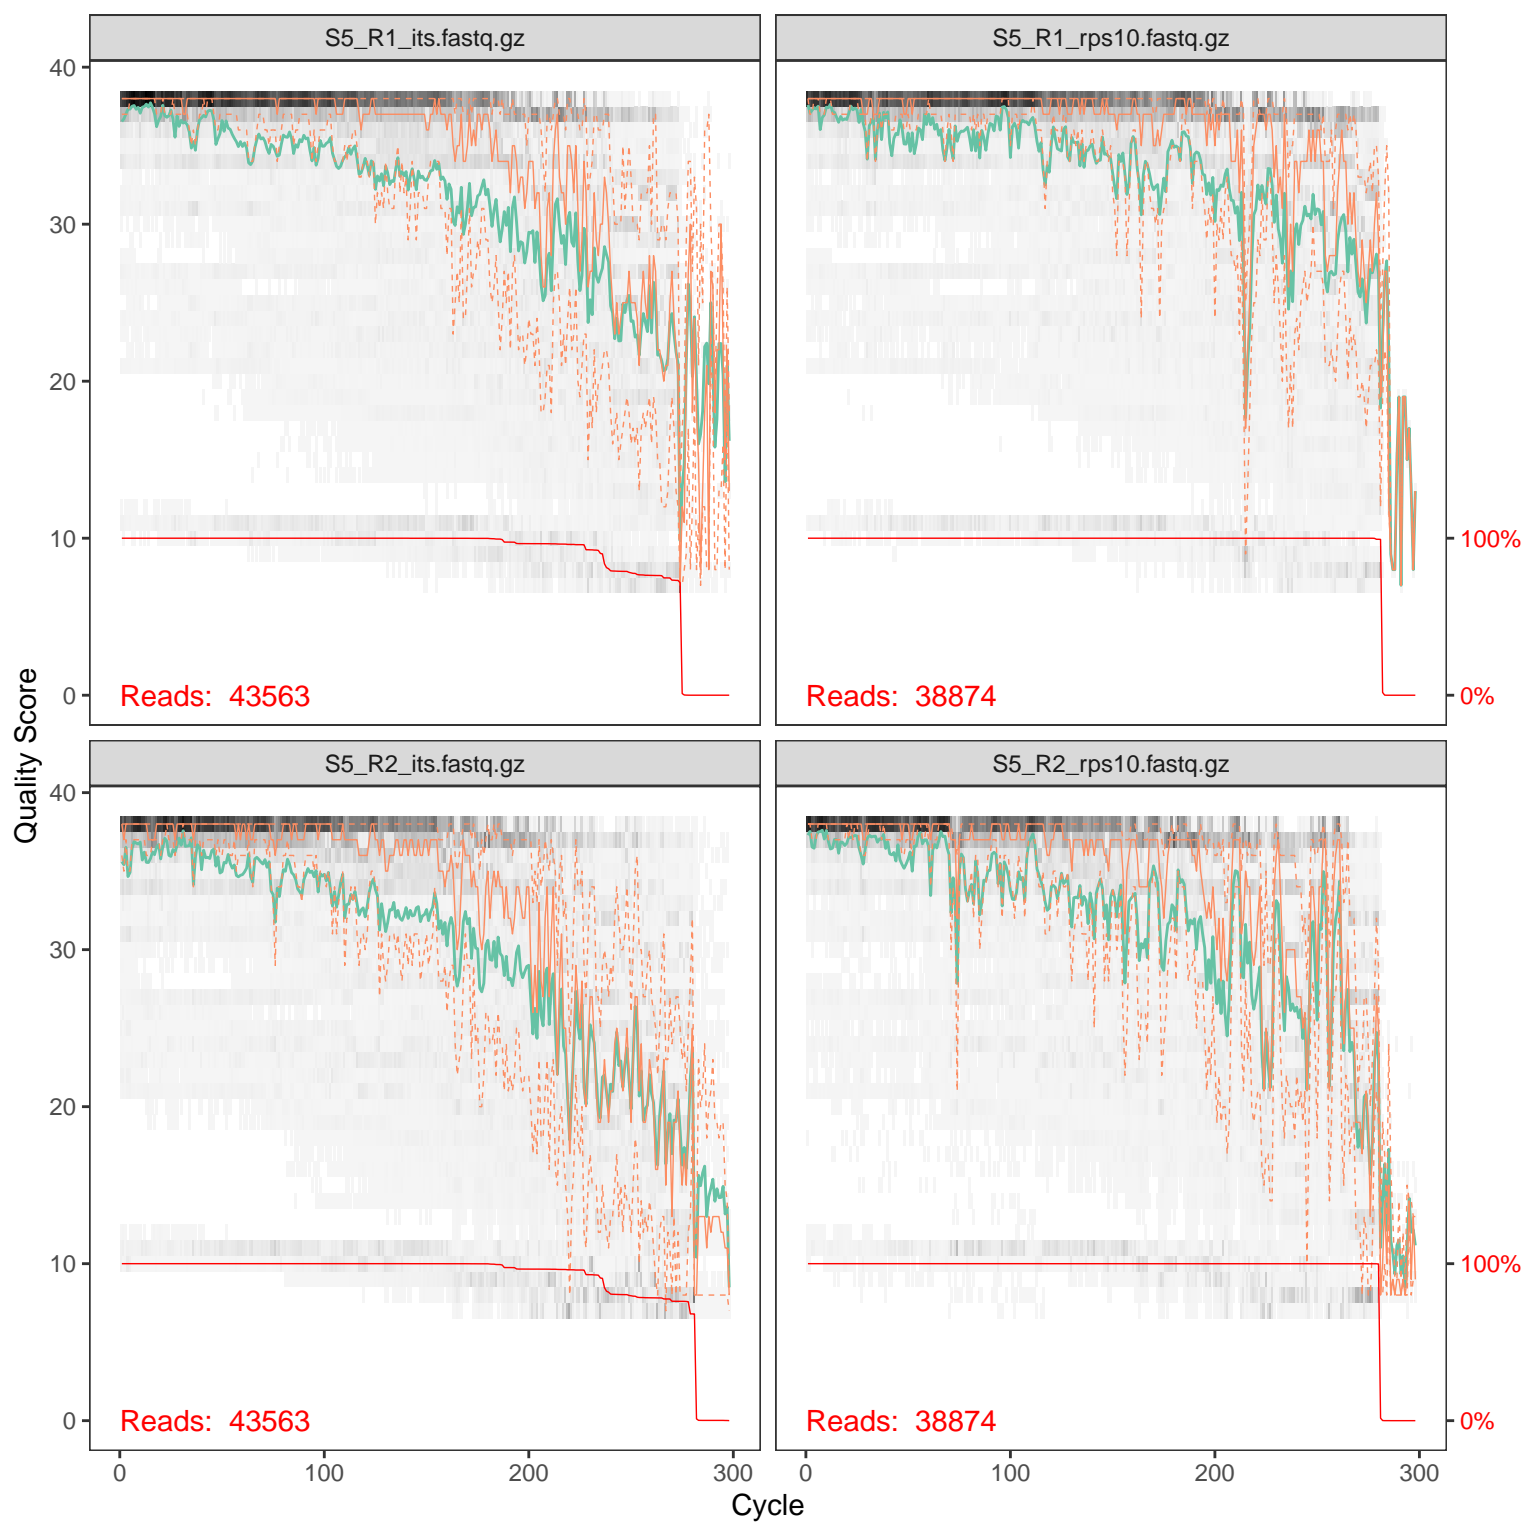 S5_R1_its.fastq.gz
S5_R1_rps10.fastq.gz
40
30
20
10
0
Reads: 43563
Reads: 38874
100%
0%
Quality Score
S5_R2_its.fastq.gz
S5_R2_rps10.fastq.gz
40
30
20
10
0
Reads: 43563
Reads: 38874
100%
0%
0 100 200 300
0 100 200 300
Cycle